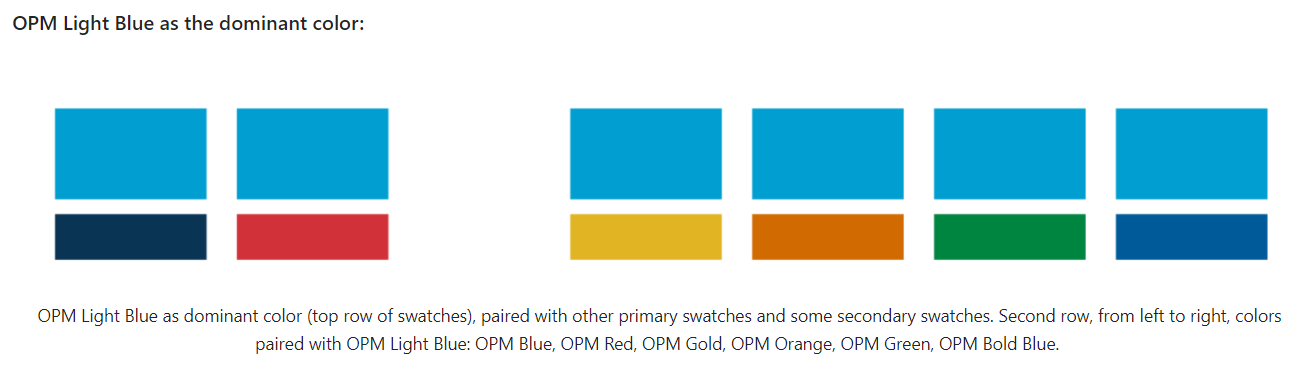 OPM Light Blue as the dominant color:
OPM Light Blue as dominant color (top row of swatches), paired with other primary swatches and some secondary swatches. Second row, from left to right, colors
paired with OPM Light Blue: OPM Blue, OPM Red, OPM Gold, OPM Orange, OPM Green, OPM Bold Blue.